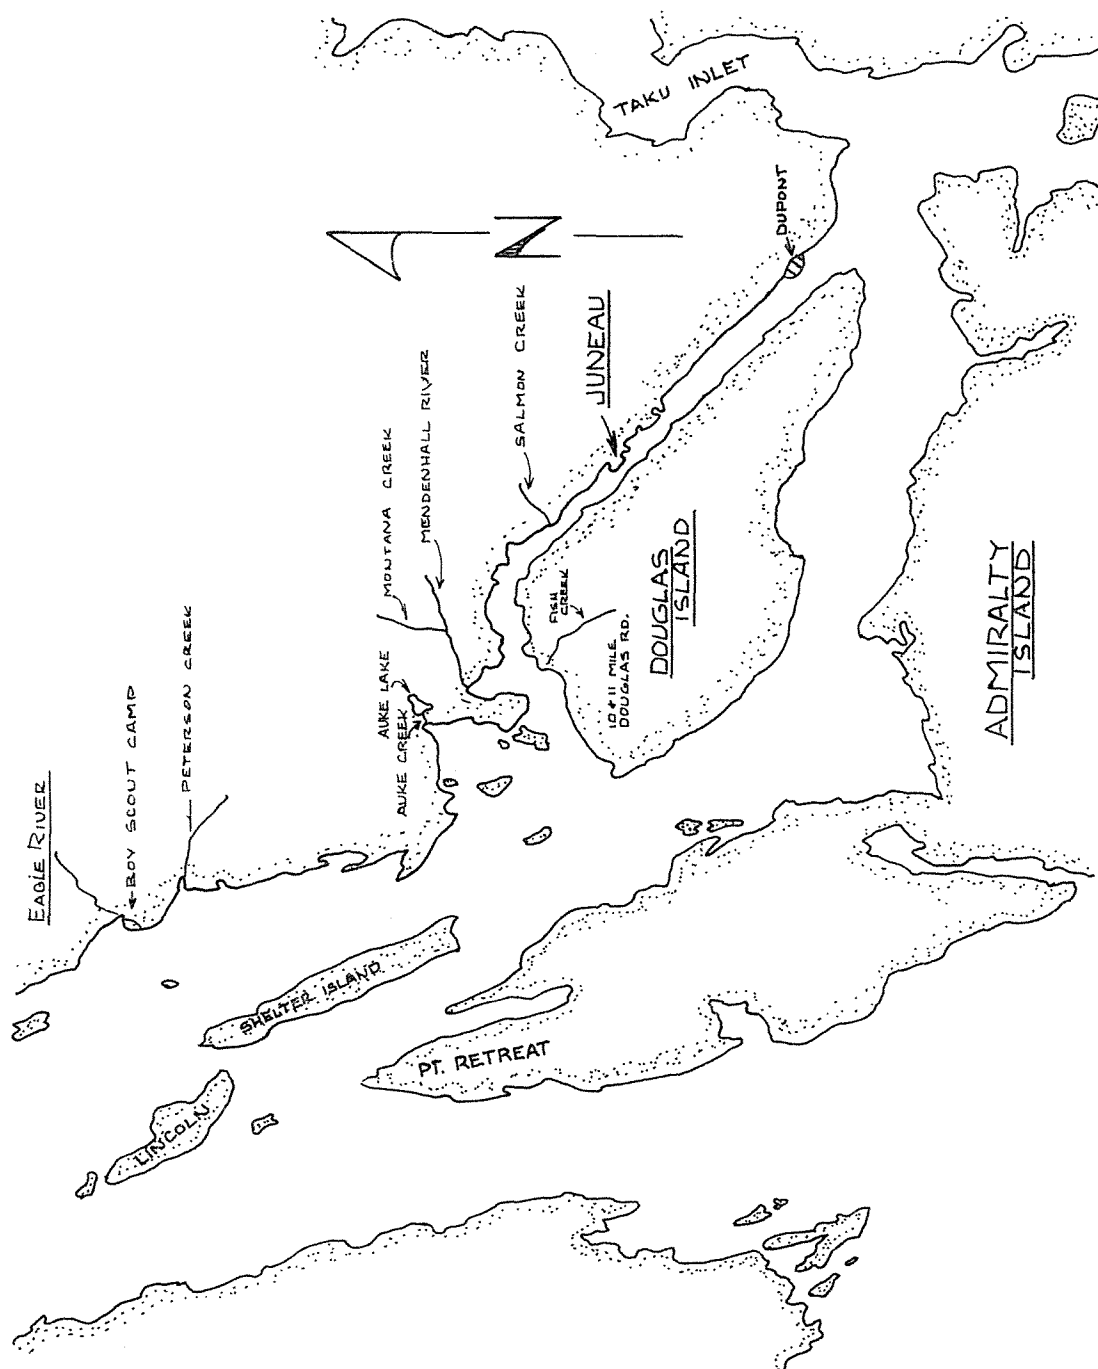 TAKU INLET
DUPONT
N
JUNEAU
SALMON CREEK
MENDENHALL RIVER
MONTANA CREEK
AUKE LAKE
AUKE CREEK
PETERSON CREEK
BOY SCOUT CAMP
EAGLE RIVER
FISH
CREEK
10 & 11 MILE
DOUGLAS RD.
DOUGLAS
ISLAND
ADMIRALTY
ISLAND
SHELTER ISLAND
PT. RETREAT
LINCOLN